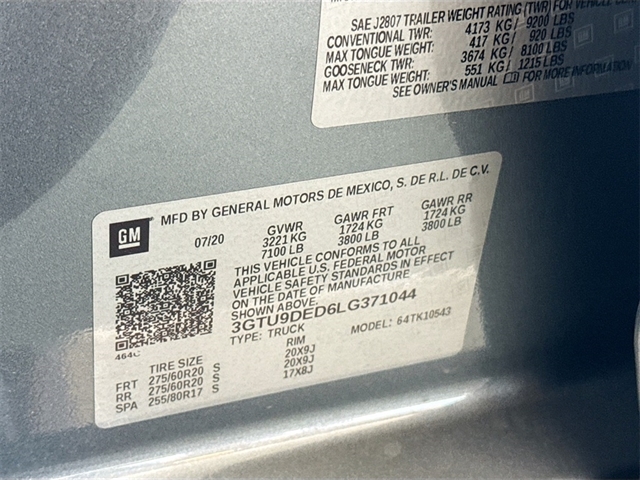 SAE J2807 TRAILER WEIGHT RATING (TWR) FOR VEHICLE
CONVENTIONAL TWR: 4173 KG/ 9200 LBS
MAX TONGUE WEIGHT: 417 KG/ 920 LBS
GOOSENECK TWR: 3674 KG/ 8100 LBS
MAX TONGUE WEIGHT: 551 KG/ 1215 LBS
SEE OWNER'S MANUAL FOR MORE INFORMATION
GM
MFD BY GENERAL MOTORS DE MEXICO, S. DE R.L. DE C.V.
07/20 GVWR GAWR FRT GAWR RR
3221 KG 1724 KG 1724 KG
7100 LB 3800 LB 3800 LB
THIS VEHICLE CONFORMS TO ALL
APPLICABLE U.S. FEDERAL MOTOR
VEHICLE SAFETY STANDARDS IN EFFECT
ON THE DATE OF MANUFACTURE
SHOWN ABOVE.
3GTU9DED6LG371044
TYPE: TRUCK MODEL: 64TK10543
464C
TIRE SIZE RIM
FRT 275/60R20 S 20X9J
RR 275/60R20 S 20X9J
SPA 255/80R17 S 17X8J